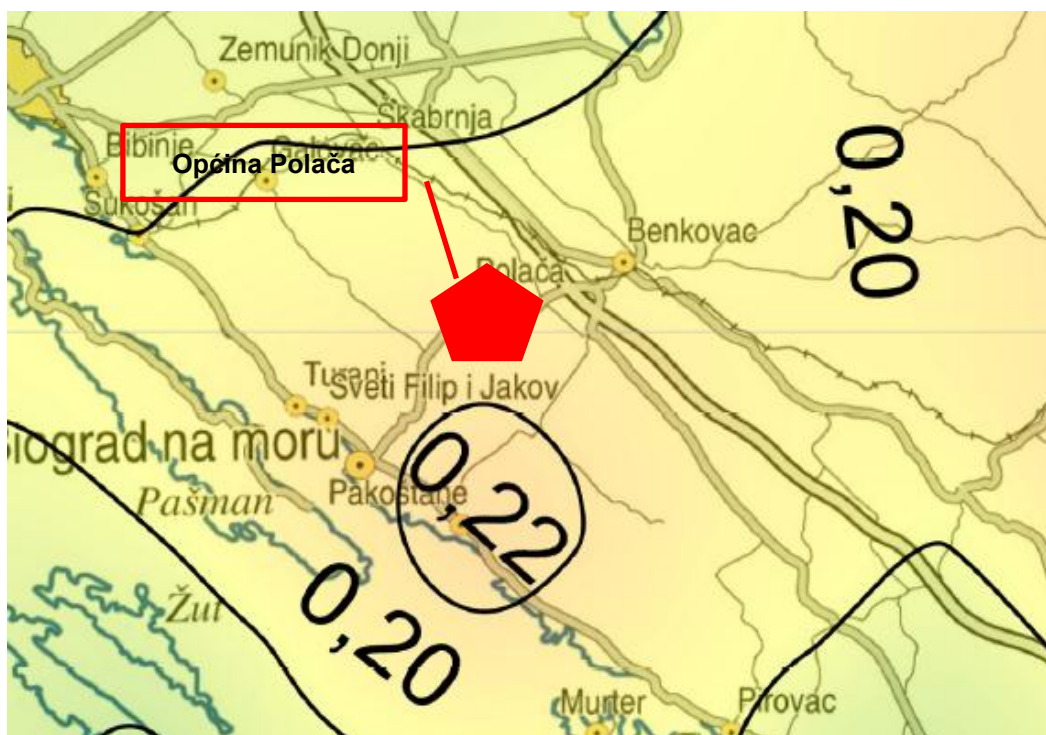 Zemunik Donji
Škabrnja
Bibinje
Općina Polača
Galovac
Sukošan
Benkovac
Polača
0,20
Turanj
Sveti Filip i Jakov
Biograd na moru
Pakoštane
Pašman
0,22
Žut
0,20
Murter
Pirovac